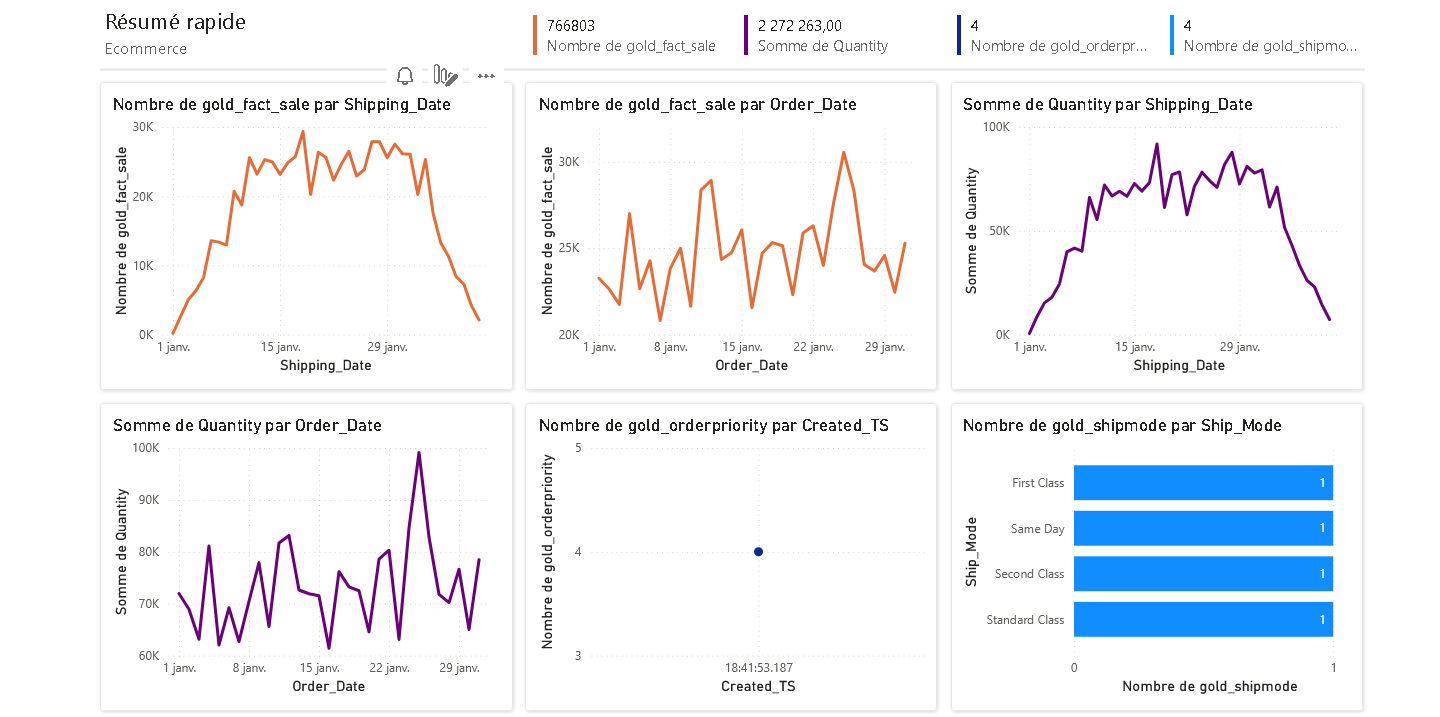 Résumé rapide
Ecommerce
766803
Nombre de gold_fact_sale
2 272 263,00
Somme de Quantity
4
Nombre de gold_orderpr...
4
Nombre de gold_shipmo...
Nombre de gold_fact_sale par Shipping_Date
Nombre de gold_fact_sale
30K
20K
10K
0K
1 janv.
15 janv.
29 janv.
Shipping_Date
Nombre de gold_fact_sale par Order_Date
Nombre de gold_fact_sale
30K
25K
20K
1 janv.
8 janv.
15 janv.
22 janv.
29 janv.
Order_Date
Somme de Quantity par Shipping_Date
Somme de Quantity
100K
50K
0K
1 janv.
15 janv.
29 janv.
Shipping_Date
Somme de Quantity par Order_Date
Somme de Quantity
100K
90K
80K
70K
60K
1 janv.
8 janv.
15 janv.
22 janv.
29 janv.
Order_Date
Nombre de gold_orderpriority par Created_TS
Nombre de gold_orderpriority
5
4
3
18:41:53.187
Created_TS
Nombre de gold_shipmode par Ship_Mode
Ship_Mode
First Class
1
Same Day
1
Second Class
1
Standard Class
1
0
1
Nombre de gold_shipmode